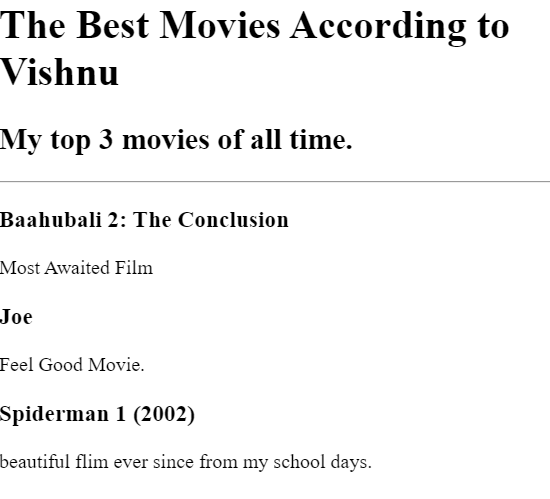 The Best Movies According to
Vishnu
My top 3 movies of all time.
Baahubali 2: The Conclusion
Most Awaited Film
Joe
Feel Good Movie.
Spiderman 1 (2002)
beautiful flim ever since from my school days.